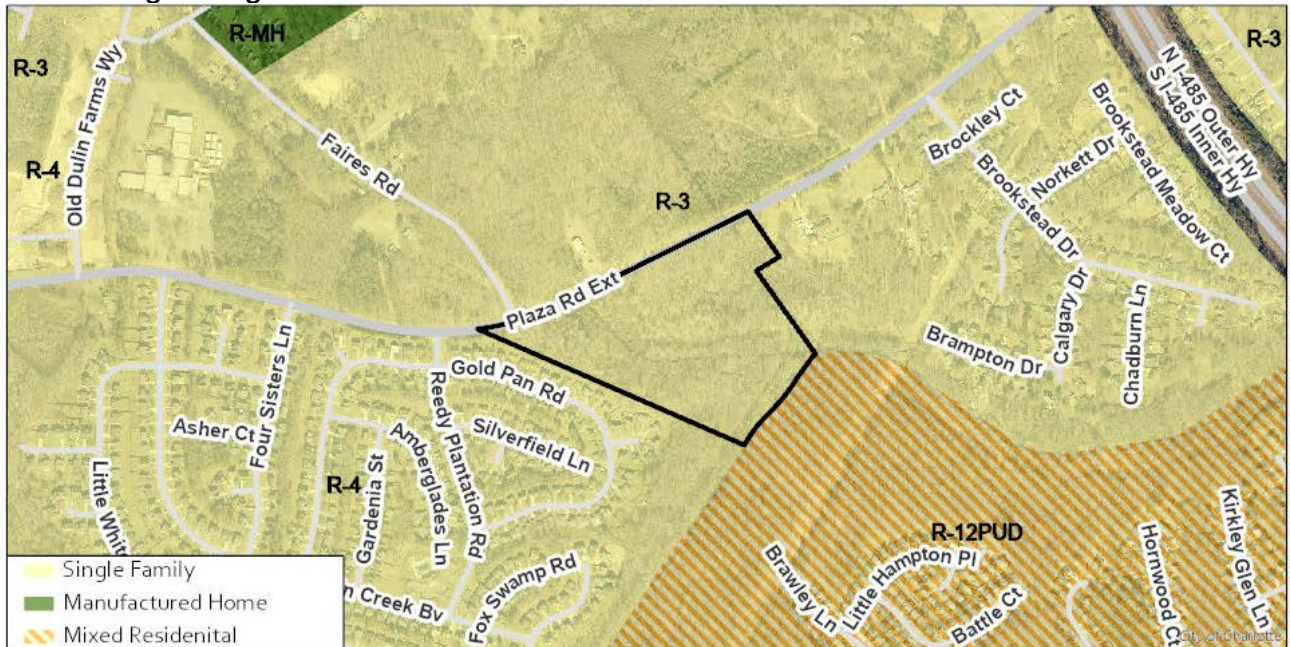 R-MH
R-3
R-3
Old Dulin Farms Wy
Faires Rd
R-4
N I-485 Outer Hy
S I-485 Inner Hy
Brockley Ct
Brookstead Meadow Ct
Norkett Dr
Brookstead Dr
R-3
Plaza Rd Ext
Calgary Dr
Chadburn Ln
Brampton Dr
Four Sisters Ln
Gold Pan Rd
Reedy Plantation Rd
Asher Ct
Silverfield Ln
Amberglades Ln
Gardenia St
R-4
Little Whit
n Creek Bv
Fox Swamp Rd
R-12PUD
Brawley Ln
Little Hampton Pl
Battle Ct
Hornwood Ct
Kirkley Glen Ln
Single Family
Manufactured Home
Mixed Residenital
City of Charlotte